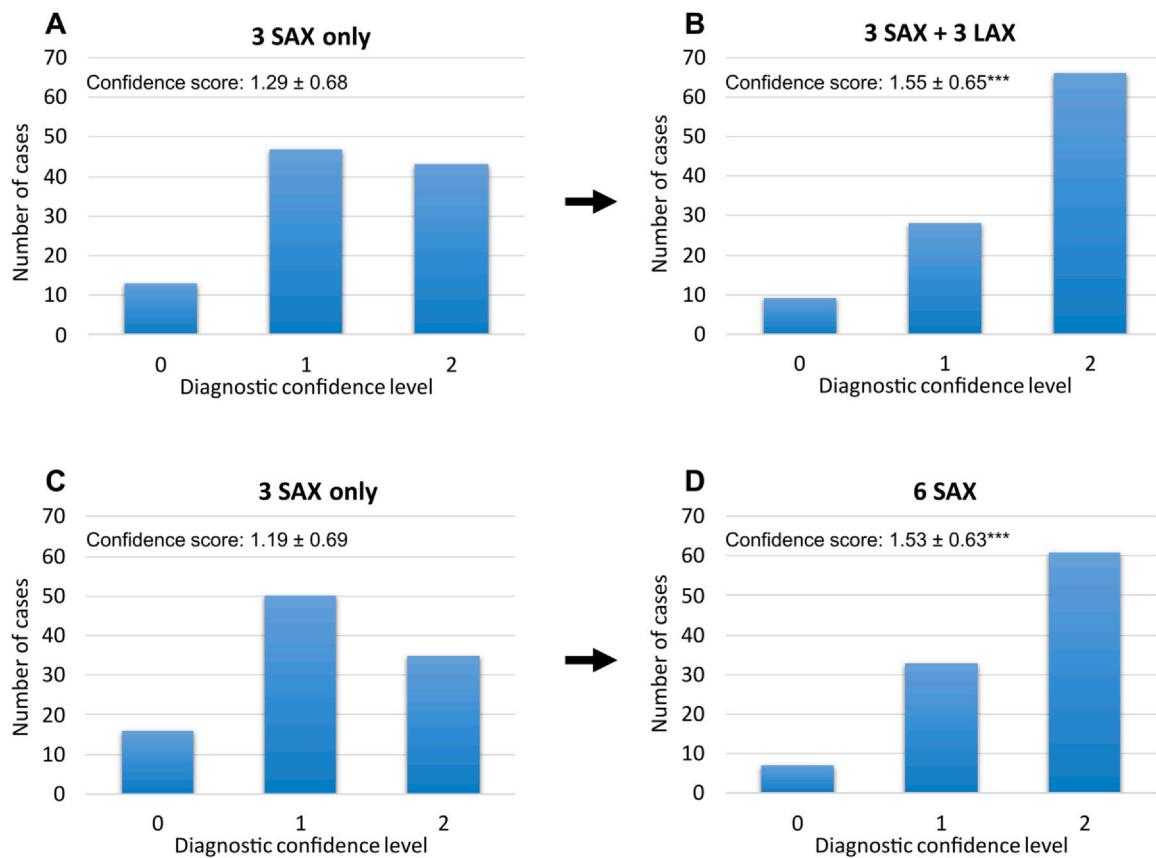 A
3 SAX only
70
Confidence score: 1.29 ± 0.68
60
50
40
30
20
10
0
Number of cases
0 1 2
Diagnostic confidence level
B
3 SAX + 3 LAX
70
Confidence score: 1.55 ± 0.65***
60
50
40
30
20
10
0
Number of cases
0 1 2
Diagnostic confidence level
C
3 SAX only
70
Confidence score: 1.19 ± 0.69
60
50
40
30
20
10
0
Number of cases
0 1 2
Diagnostic confidence level
D
6 SAX
70
Confidence score: 1.53 ± 0.63***
60
50
40
30
20
10
0
Number of cases
0 1 2
Diagnostic confidence level